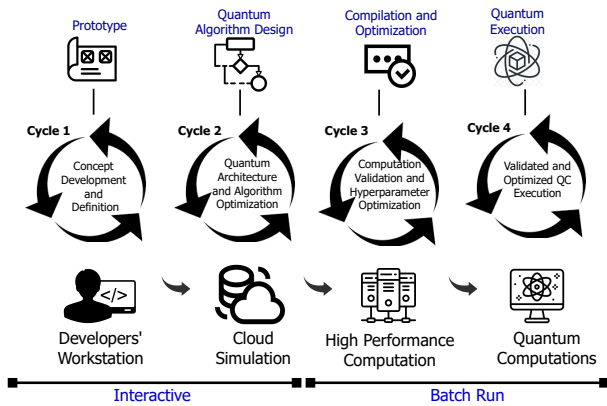 Prototype
Quantum
Algorithm Design
Compilation and
Optimization
Quantum
Execution
Cycle 1
Cycle 2
Cycle 3
Cycle 4
Concept
Development
and
Definition
Quantum
Architecture
and Algorithm
Optimization
Computation
Validation and
Hyperparameter
Optimization
Validated and
Optimized QC
Execution
</>
Developers'
Workstation
Cloud
Simulation
High Performance
Computation
Quantum
Computations
Interactive
Batch Run